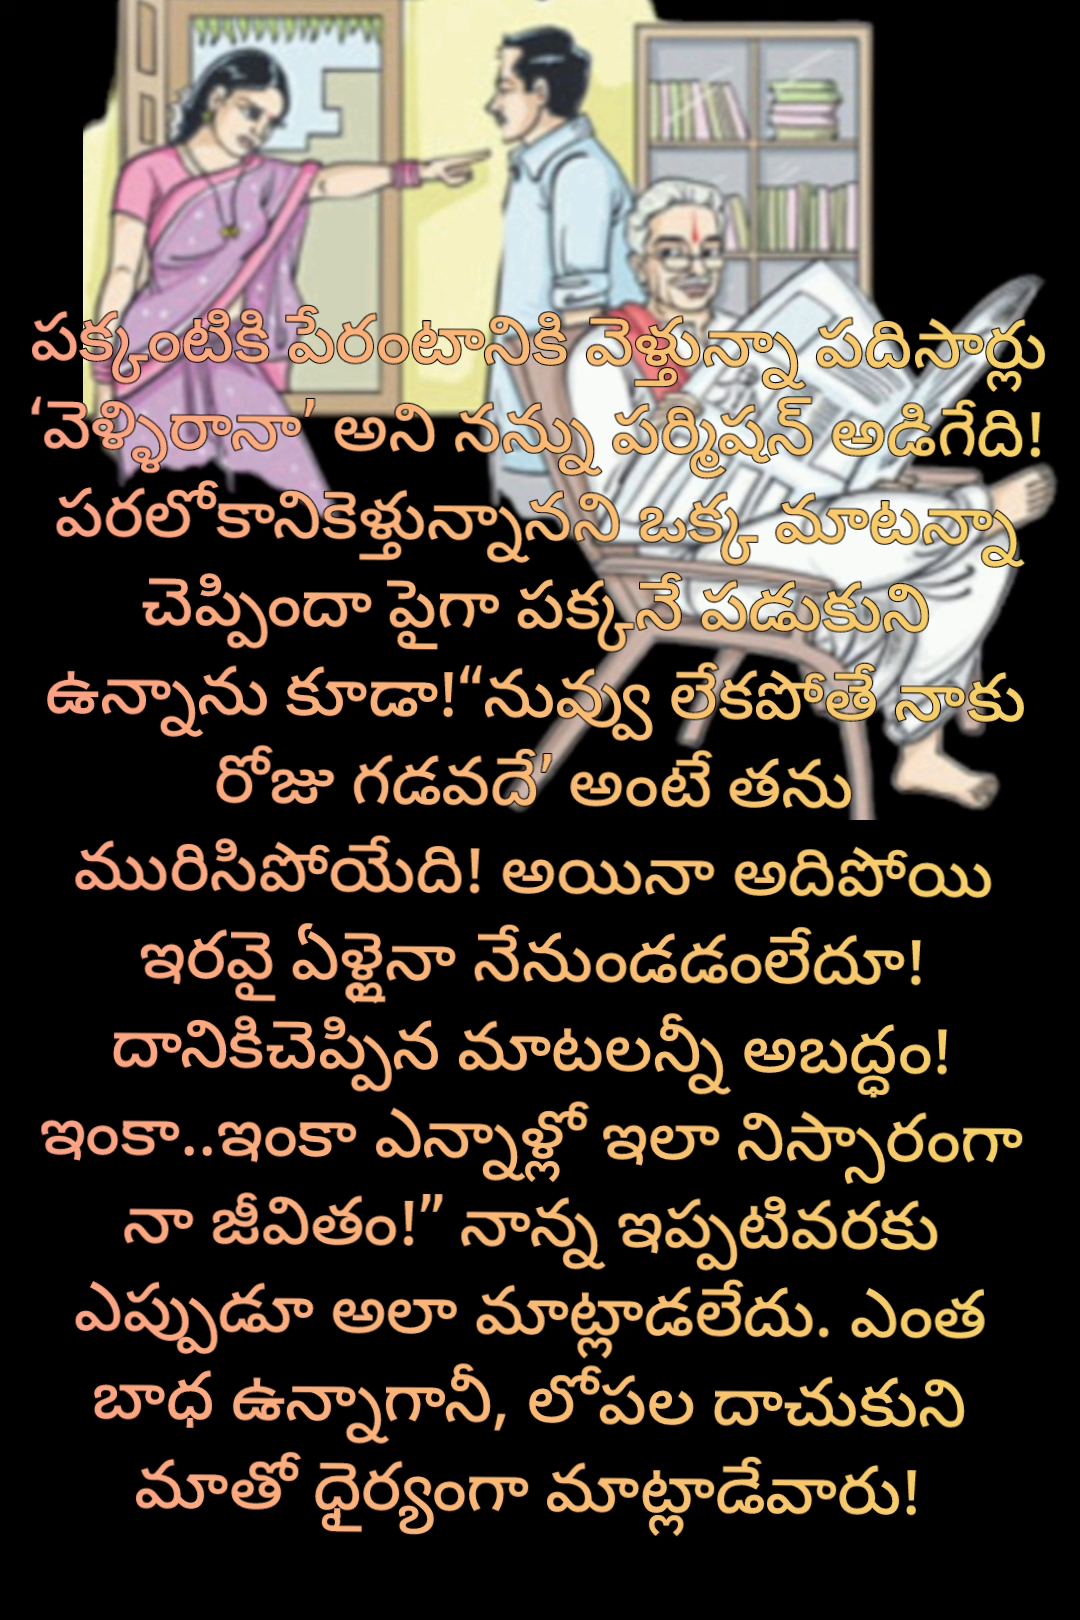 పక్కంటికి పేరంటానికి వెళ్తున్నా పదిసార్లు
‘వెళ్ళిరానా’ అని నన్ను పర్మిషన్ అడిగేది!
పరలోకానికెళ్తున్నానని ఒక్క మాటన్నా
చెప్పిందా పైగా పక్కనే పడుకుని
ఉన్నాను కూడా!“నువ్వు లేకపోతే నాకు
రోజు గడవదే’ అంటే తను
మురిసిపోయేది! అయినా అదిపోయి
ఇరవై ఏళ్లైనా నేనుండడంలేదూ!
దానికిచెప్పిన మాటలన్నీ అబద్ధం!
ఇంకా..ఇంకా ఎన్నాళ్లో ఇలా నిస్సారంగా
నా జీవితం!” నాన్న ఇప్పటివరకు
ఎప్పుడూ అలా మాట్లాడలేదు. ఎంత
బాధ ఉన్నాగానీ, లోపల దాచుకుని
మాతో ధైర్యంగా మాట్లాడేవారు!